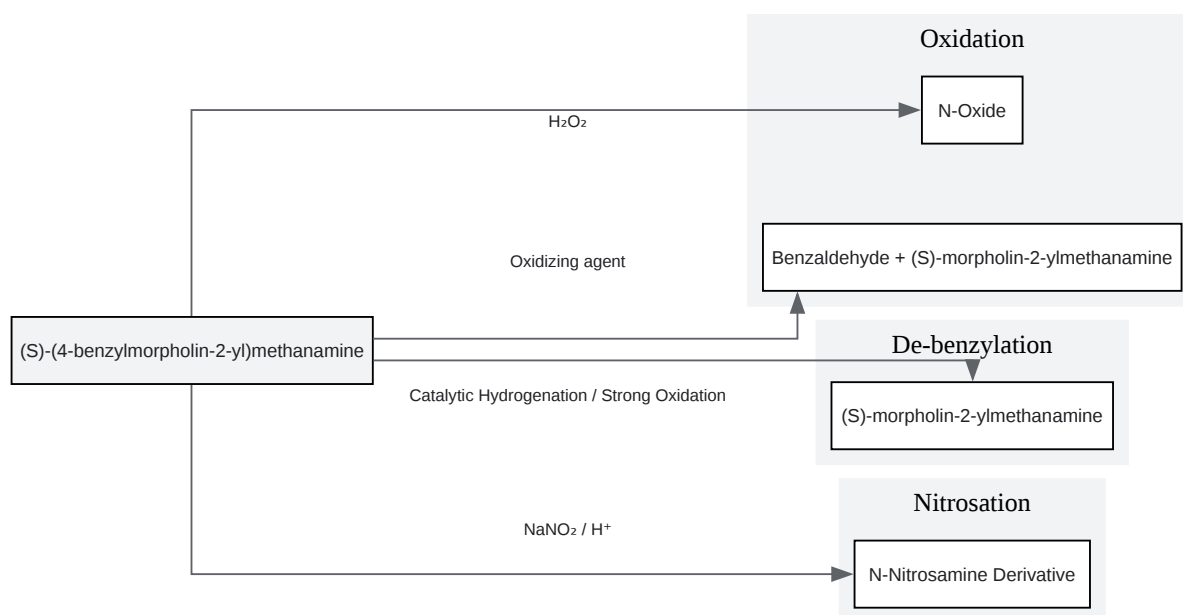 Oxidation
N-Oxide
H₂O₂
Benzaldehyde + (S)-morpholin-2-ylmethanamine
Oxidizing agent
(S)-(4-benzylmorpholin-2-yl)methanamine
De-benzylation
Catalytic Hydrogenation / Strong Oxidation
(S)-morpholin-2-ylmethanamine
Nitrosation
NaNO₂ / H⁺
N-Nitrosamine Derivative